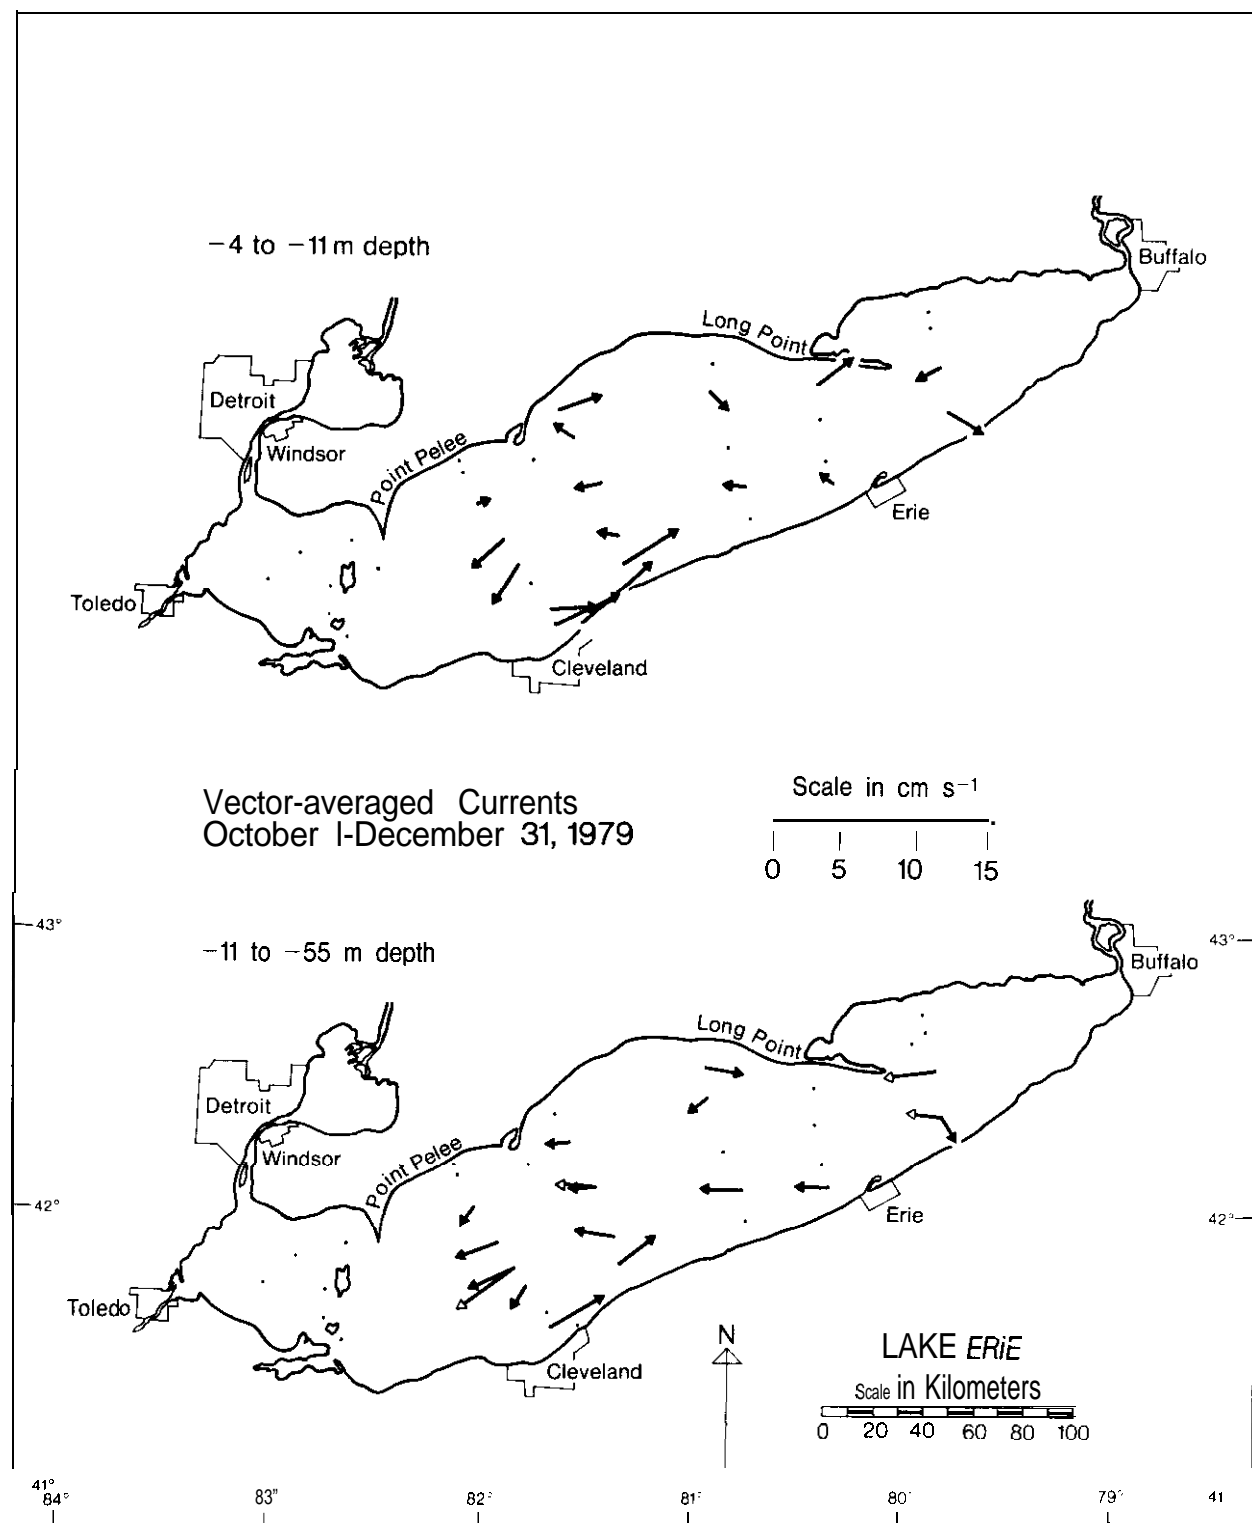 Buffalo
−4 to −11 m depth
Long Point
Detroit
Windsor
Point Pelee
Erie
Toledo
Cleveland
Vector-averaged Currents
October I-December 31, 1979
Scale in cm s−1
0 5 10 15
43°
43°
−11 to −55 m depth
Buffalo
Long Point
Detroit
Windsor
Point Pelee
42°
42°
Erie
Toledo
Cleveland
N
LAKE ERiE
Scale in Kilometers
0 20 40 60 80 100
41°
84° 83" 82° 81° 80° 79° 41